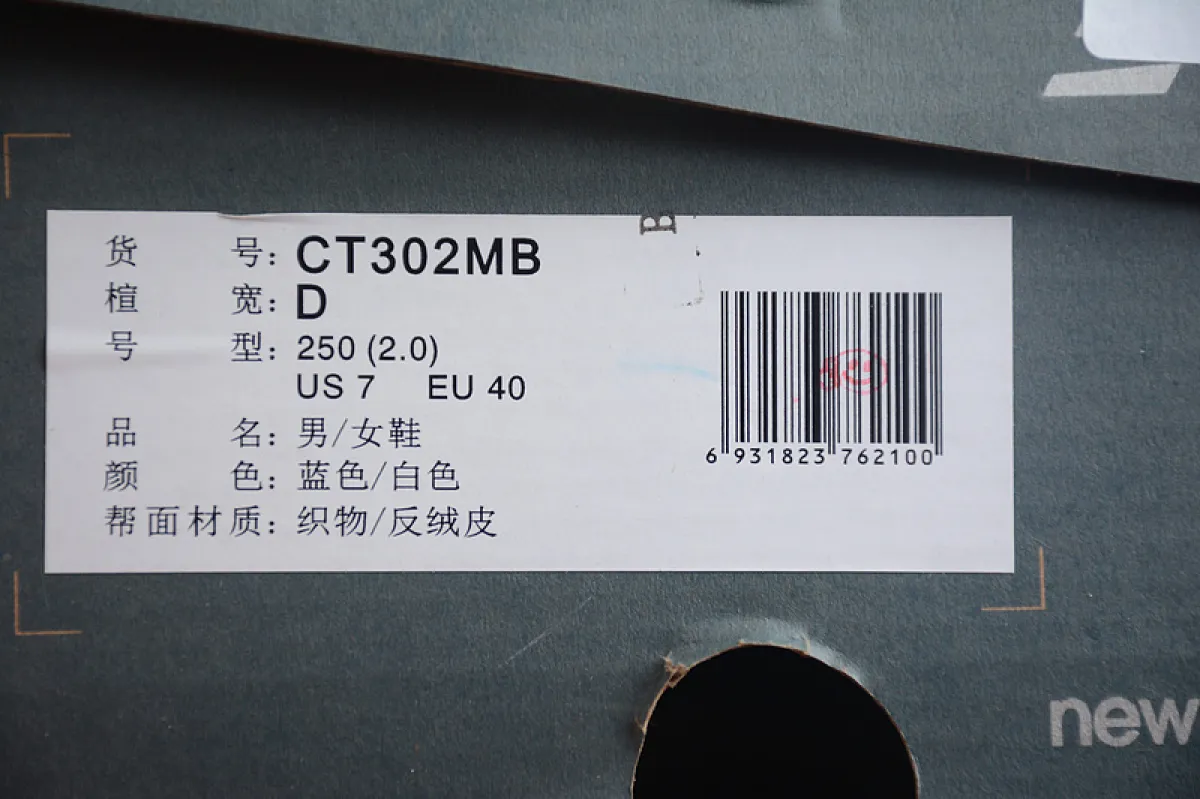 货号：CT302MB
楦宽：D
号型：250 (2.0)
US 7 EU 40
品名：男/女鞋
颜色：蓝色/白色
帮面材质：织物/反绒皮
B
6 931823 762100
new